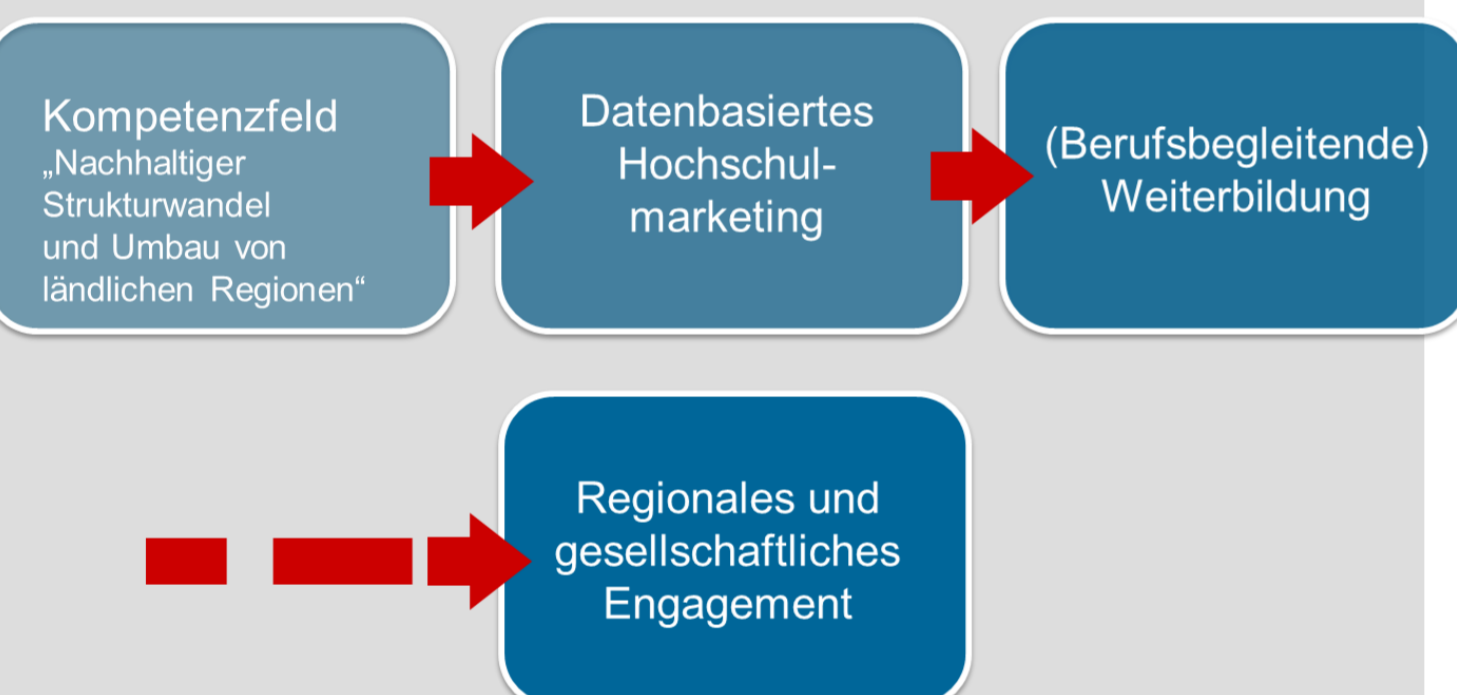 Kompetenzfeld
„Nachhaltiger
Strukturwandel
und Umbau von
ländlichen Regionen“
Datenbasiertes
Hochschul-
marketing
(Berufsbegleitende)
Weiterbildung
Regionales und
gesellschaftliches
Engagement